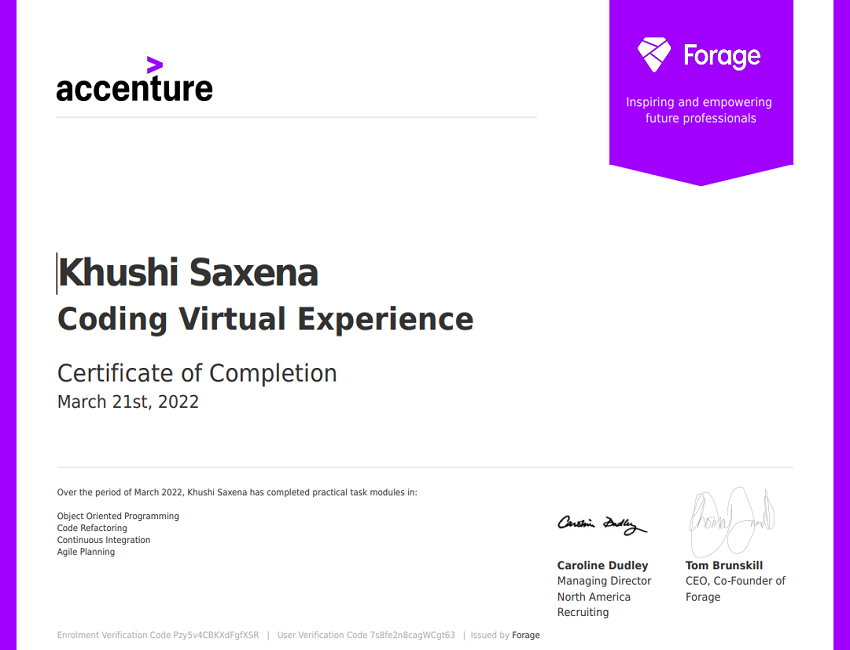 accenture
Forage
Inspiring and empowering
future professionals
Khushi Saxena
Coding Virtual Experience
Certificate of Completion
March 21st, 2022
Over the period of March 2022, Khushi Saxena has completed practical task modules in:
Object Oriented Programming
Code Refactoring
Continuous Integration
Agile Planning
Caroline Dudley
Caroline Dudley
Managing Director
North America
Recruiting
Tom Brunskill
CEO, Co-Founder of
Forage
Enrolment Verification Code Pzy5v4CBKXdFgfXSR | User Verification Code 7s8fe2n8cagWCgt63 | Issued by Forage